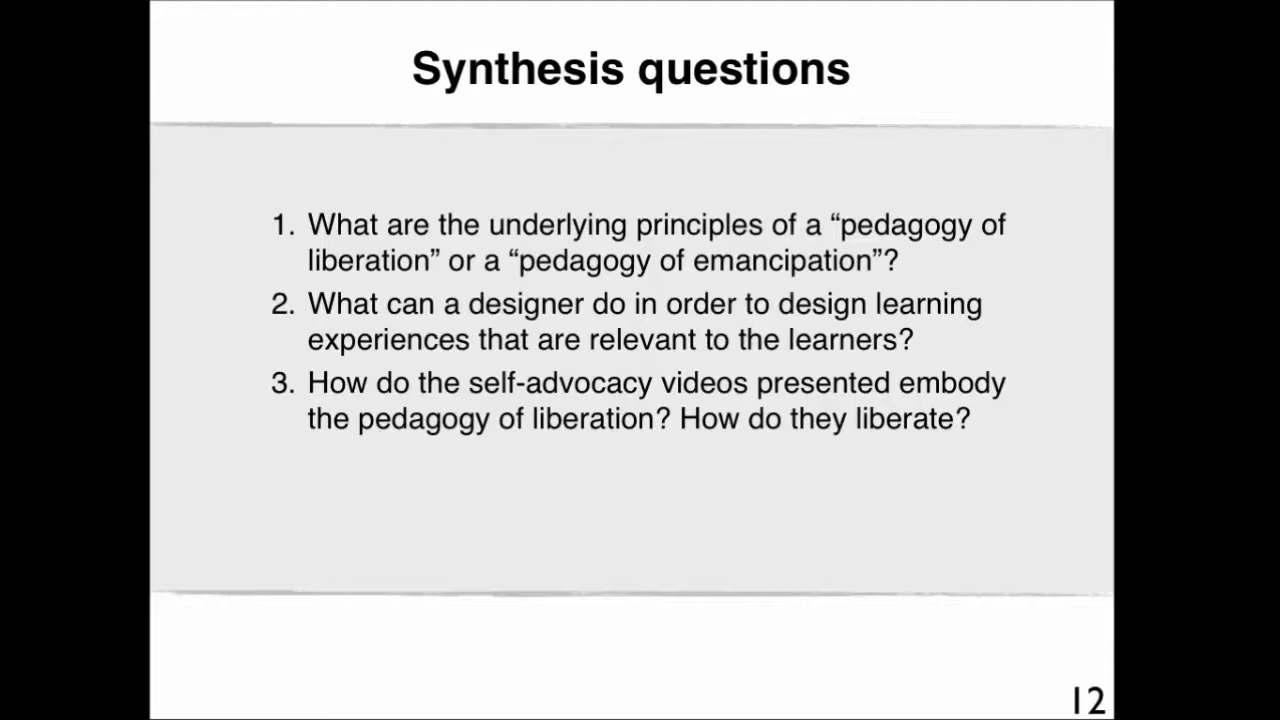 Synthesis questions
1. What are the underlying principles of a “pedagogy of
liberation” or a “pedagogy of emancipation”?
2. What can a designer do in order to design learning
experiences that are relevant to the learners?
3. How do the self-advocacy videos presented embody
the pedagogy of liberation? How do they liberate?
12